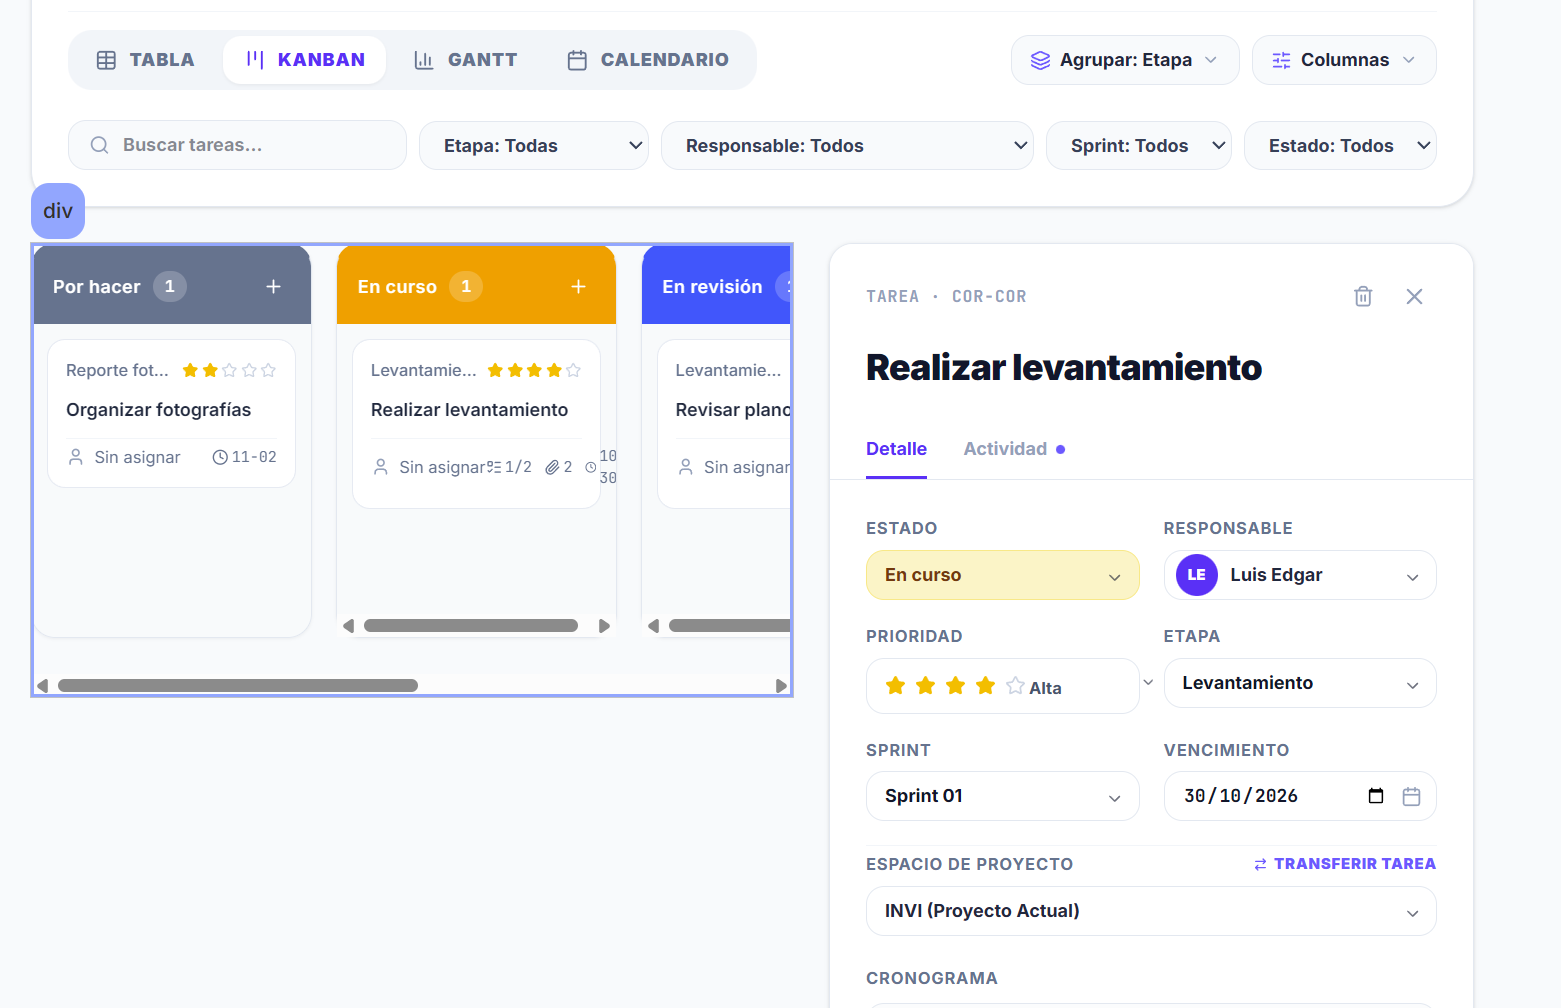 TABLA
KANBAN
GANTT
CALENDARIO
Agrupar: Etapa
Columnas
Buscar tareas...
Etapa: Todas
Responsable: Todos
Sprint: Todos
Estado: Todos
div
Por hacer 1 +
En curso 1 +
En revisión
Reporte fot...
Organizar fotografías
Sin asignar 11-02
Levantamie...
Realizar levantamiento
Sin asignar 1/2 2 10
30
Levantamie...
Revisar plano
Sin asignar
TAREA · COR-COR
Realizar levantamiento
Detalle
Actividad
ESTADO
En curso
RESPONSABLE
LE Luis Edgar
PRIORIDAD
Alta
ETAPA
Levantamiento
SPRINT
Sprint 01
VENCIMIENTO
30/10/2026
ESPACIO DE PROYECTO
TRANSFERIR TAREA
INVI (Proyecto Actual)
CRONOGRAMA